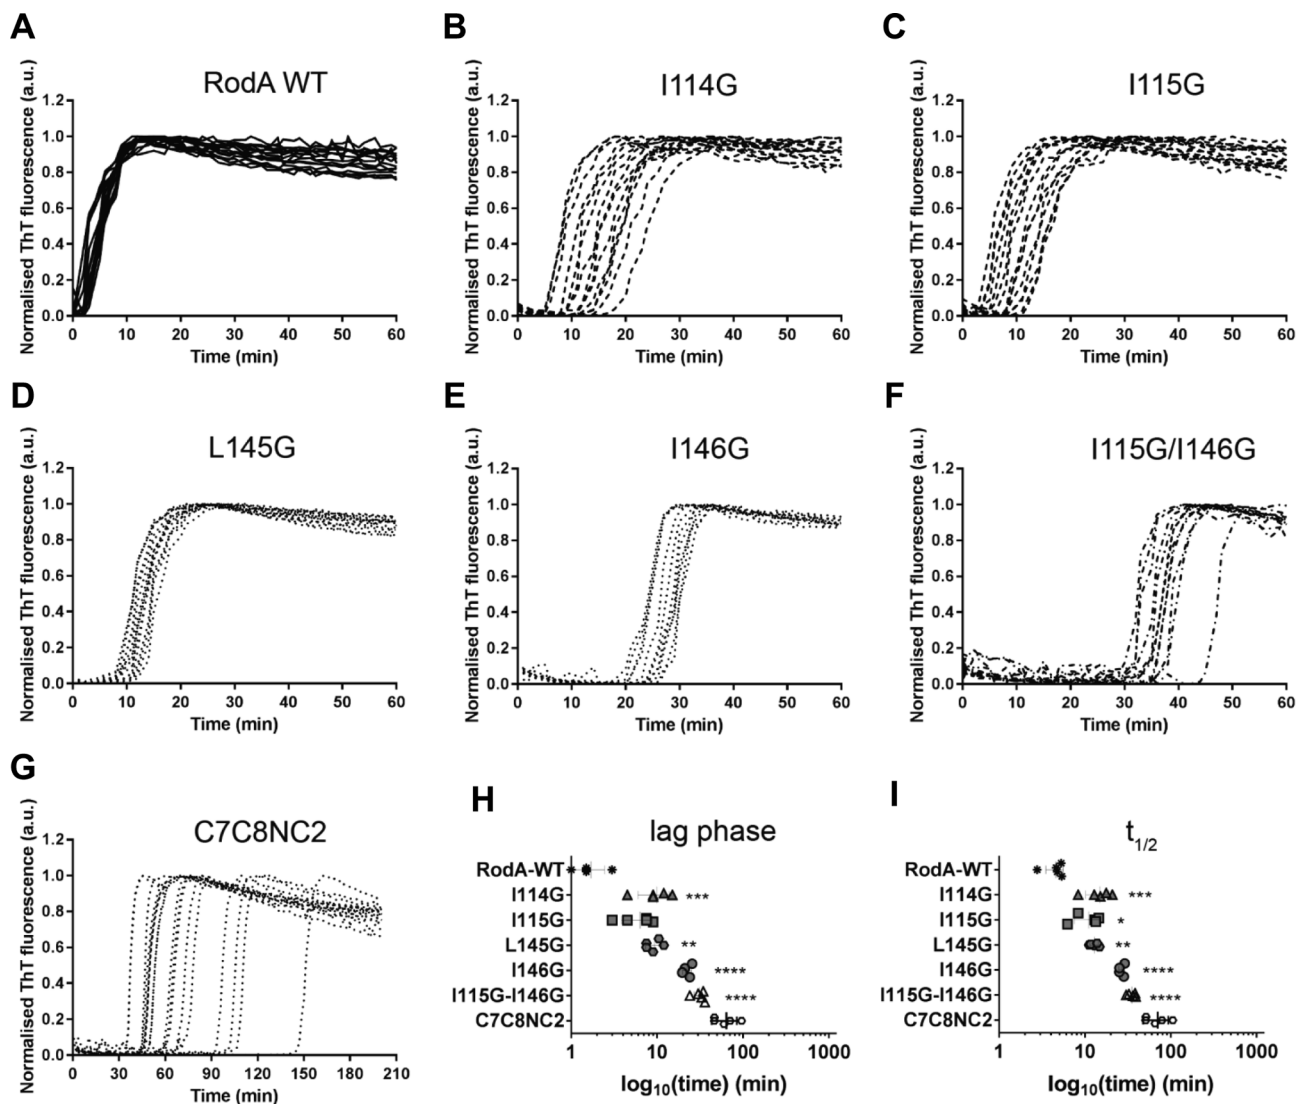 A
RodA WT
Normalised ThT fluorescence (a.u.)
1.2
1.0
0.8
0.6
0.4
0.2
0.0
0 10 20 30 40 50 60
Time (min)
B
I114G
Normalised ThT fluorescence (a.u.)
1.2
1.0
0.8
0.6
0.4
0.2
0.0
0 10 20 30 40 50 60
Time (min)
C
I115G
Normalised ThT fluorescence (a.u.)
1.2
1.0
0.8
0.6
0.4
0.2
0.0
0 10 20 30 40 50 60
Time (min)
D
L145G
Normalised ThT fluorescence (a.u.)
1.2
1.0
0.8
0.6
0.4
0.2
0.0
0 10 20 30 40 50 60
Time (min)
E
I146G
Normalised ThT fluorescence (a.u.)
1.2
1.0
0.8
0.6
0.4
0.2
0.0
0 10 20 30 40 50 60
Time (min)
F
I115G/I146G
Normalised ThT fluorescence (a.u.)
1.2
1.0
0.8
0.6
0.4
0.2
0.0
0 10 20 30 40 50 60
Time (min)
G
C7C8NC2
Normalised ThT fluorescence (a.u.)
1.2
1.0
0.8
0.6
0.4
0.2
0.0
0 30 60 90 120 150 180 210
Time (min)
H
lag phase
RodA-WT
I114G ***
I115G
L145G **
I146G ****
I115G-I146G ****
C7C8NC2
1 10 100 1000
log10(time) (min)
I
t1/2
RodA-WT
I114G ***
I115G *
L145G **
I146G ****
I115G-I146G ****
C7C8NC2
1 10 100 1000
log10(time) (min)